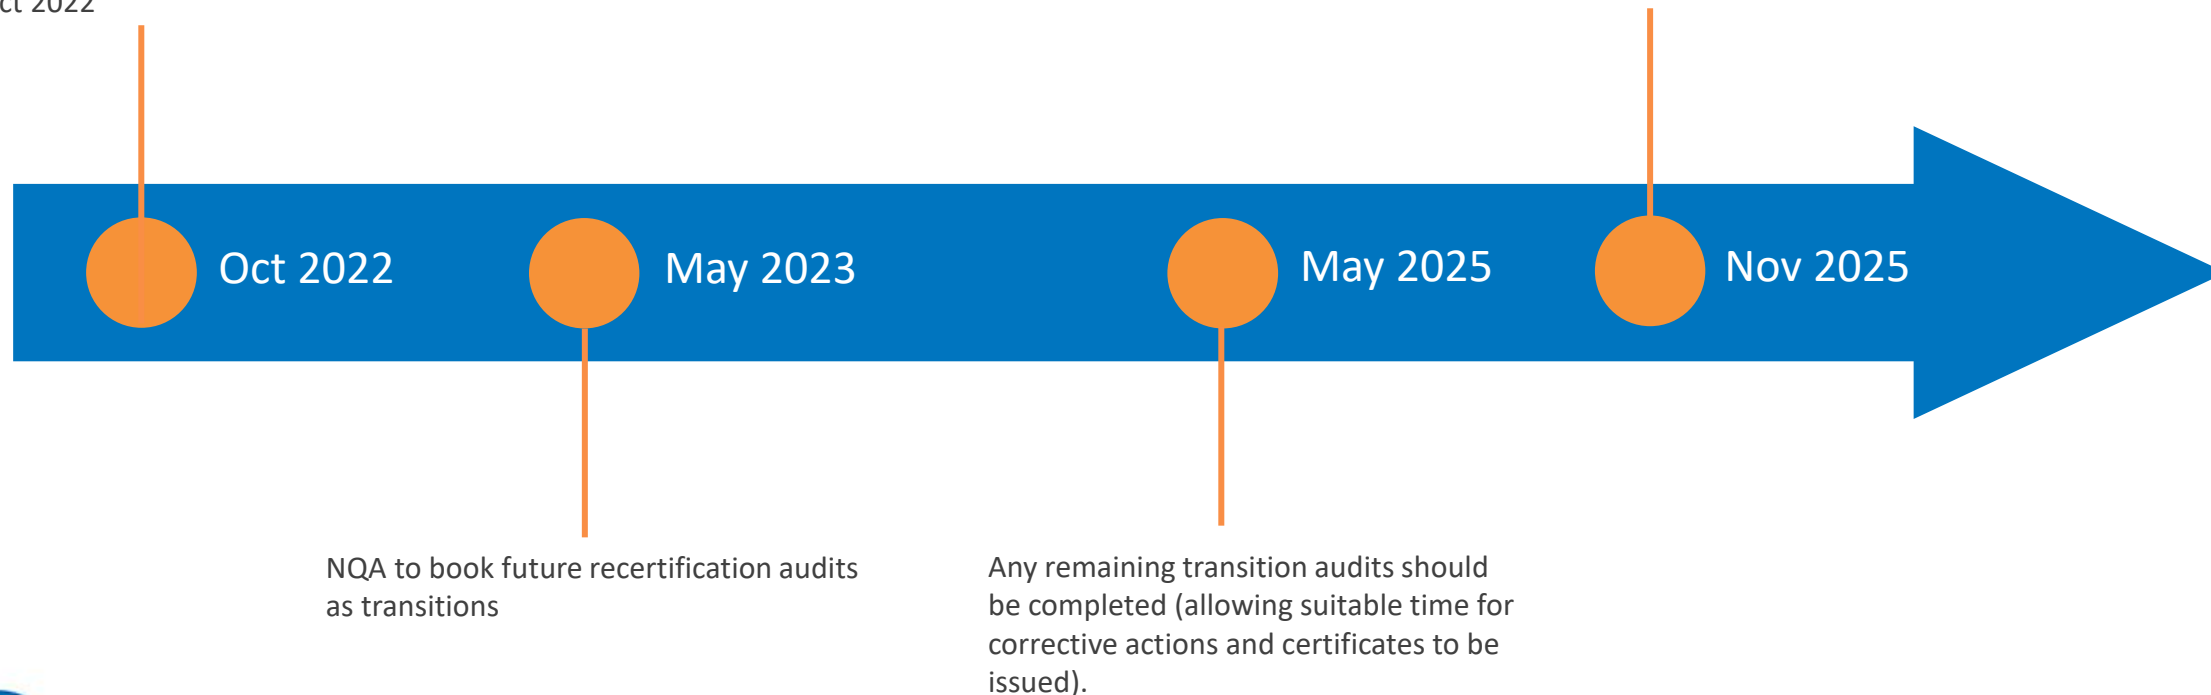 Oct 2022
May 2023
May 2025
Nov 2025
NQA to book future recertification audits
as transitions
Any remaining transition audits should
be completed (allowing suitable time for
corrective actions and certificates to be
issued).